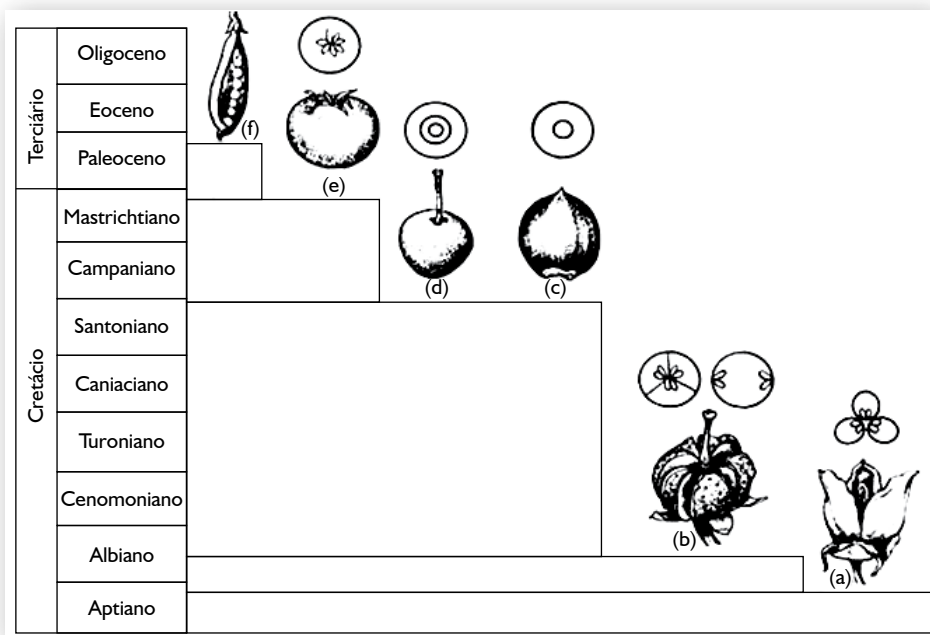 Terciário
Oligoceno
Eoceno
Paleoceno
Cretácio
Mastrichtiano
Campaniano
Santoniano
Caniaciano
Turoniano
Cenomoniano
Albiano
Aptiano
(f)
(e)
(d)
(c)
(b)
(a)